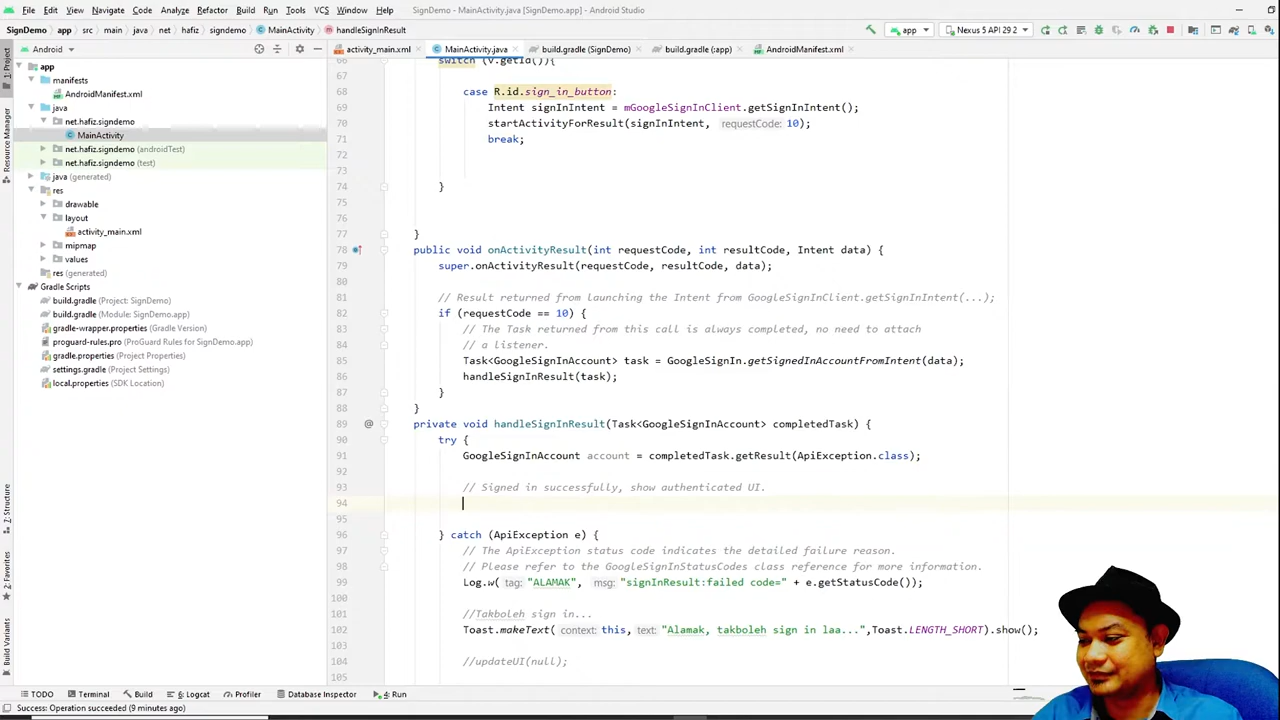 File Edit View Navigate Code Analyze Refactor Build Run Tools VCS Window Help SignDemo - MainActivity.java [SignDemo.app] - Android Studio
SignDemo app src main java net hafiz signdemo MainActivity handleSignInResult app Nexus 5 API 29 2
Android activity_main.xml MainActivity.java build.gradle (SignDemo) build.gradle (:app) AndroidManifest.xml
1: Project
Resource Manager
Z: Structure
2: Favorites
Build Variants
app
manifests
AndroidManifest.xml
java
net.hafiz.signdemo
MainActivity
net.hafiz.signdemo (androidTest)
net.hafiz.signdemo (test)
java (generated)
res
drawable
layout
activity_main.xml
mipmap
values
res (generated)
Gradle Scripts
build.gradle (Project: SignDemo)
build.gradle (Module: SignDemo.app)
gradle-wrapper.properties (Gradle Version)
proguard-rules.pro (ProGuard Rules for SignDemo.app)
gradle.properties (Project Properties)
settings.gradle (Project Settings)
local.properties (SDK Location)
66 switch (v.getId()){
67
68 case R.id.sign_in_button:
69 Intent signInIntent = mGoogleSignInClient.getSignInIntent();
70 startActivityForResult(signInIntent, requestCode: 10);
71 break;
72
73
74 }
75
76
77 }
78 public void onActivityResult(int requestCode, int resultCode, Intent data) {
79 super.onActivityResult(requestCode, resultCode, data);
80
81 // Result returned from launching the Intent from GoogleSignInClient.getSignInIntent(...);
82 if (requestCode == 10) {
83 // The Task returned from this call is always completed, no need to attach
84 // a listener.
85 Task<GoogleSignInAccount> task = GoogleSignIn.getSignedInAccountFromIntent(data);
86 handleSignInResult(task);
87 }
88 }
89 @ private void handleSignInResult(Task<GoogleSignInAccount> completedTask) {
90 try {
91 GoogleSignInAccount account = completedTask.getResult(ApiException.class);
92
93 // Signed in successfully, show authenticated UI.
94
95
96 } catch (ApiException e) {
97 // The ApiException status code indicates the detailed failure reason.
98 // Please refer to the GoogleSignInStatusCodes class reference for more information.
99 Log.w( tag: "ALAMAK", msg: "signInResult:failed code=" + e.getStatusCode());
100
101 //Takboleh sign in...
102 Toast.makeText( context: this, text: "Alamak, takboleh sign in laa...",Toast.LENGTH_SHORT).show();
103
104 //updateUI(null);
TODO Terminal Build 6: Logcat Profiler Database Inspector 4: Run
Success: Operation succeeded (9 minutes ago)